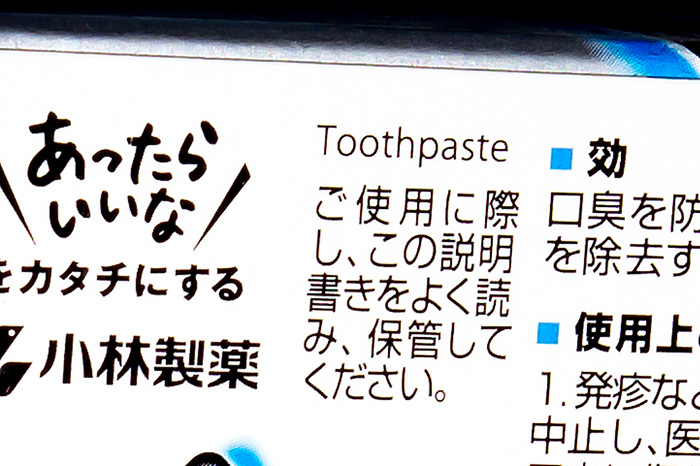 あったら
いいな
をカタチにする
小林製薬
Toothpaste
ご使用に際
し、この説明
書きをよく読
み、保管して
ください。
■ 効
口臭を防
を除去す
■ 使用上
1. 発疹など
中止し、医